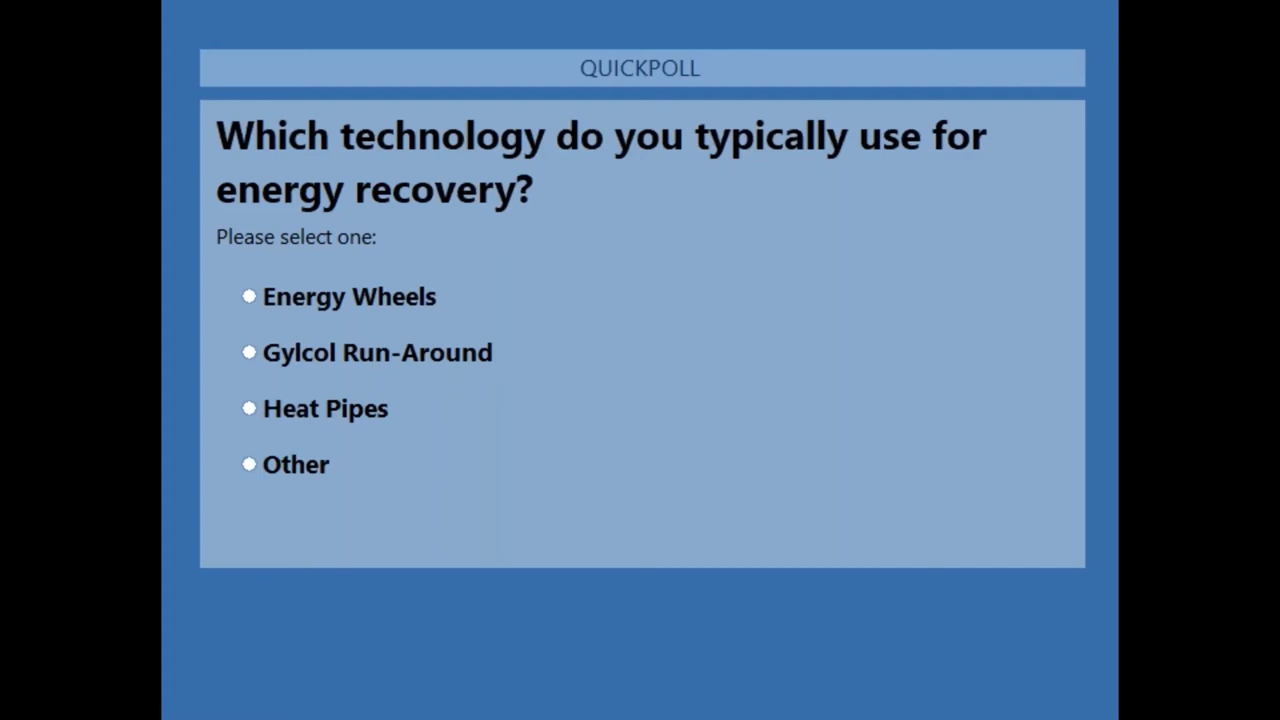 QUICKPOLL
Which technology do you typically use for
energy recovery?
Please select one:
Energy Wheels
Gylcol Run-Around
Heat Pipes
Other